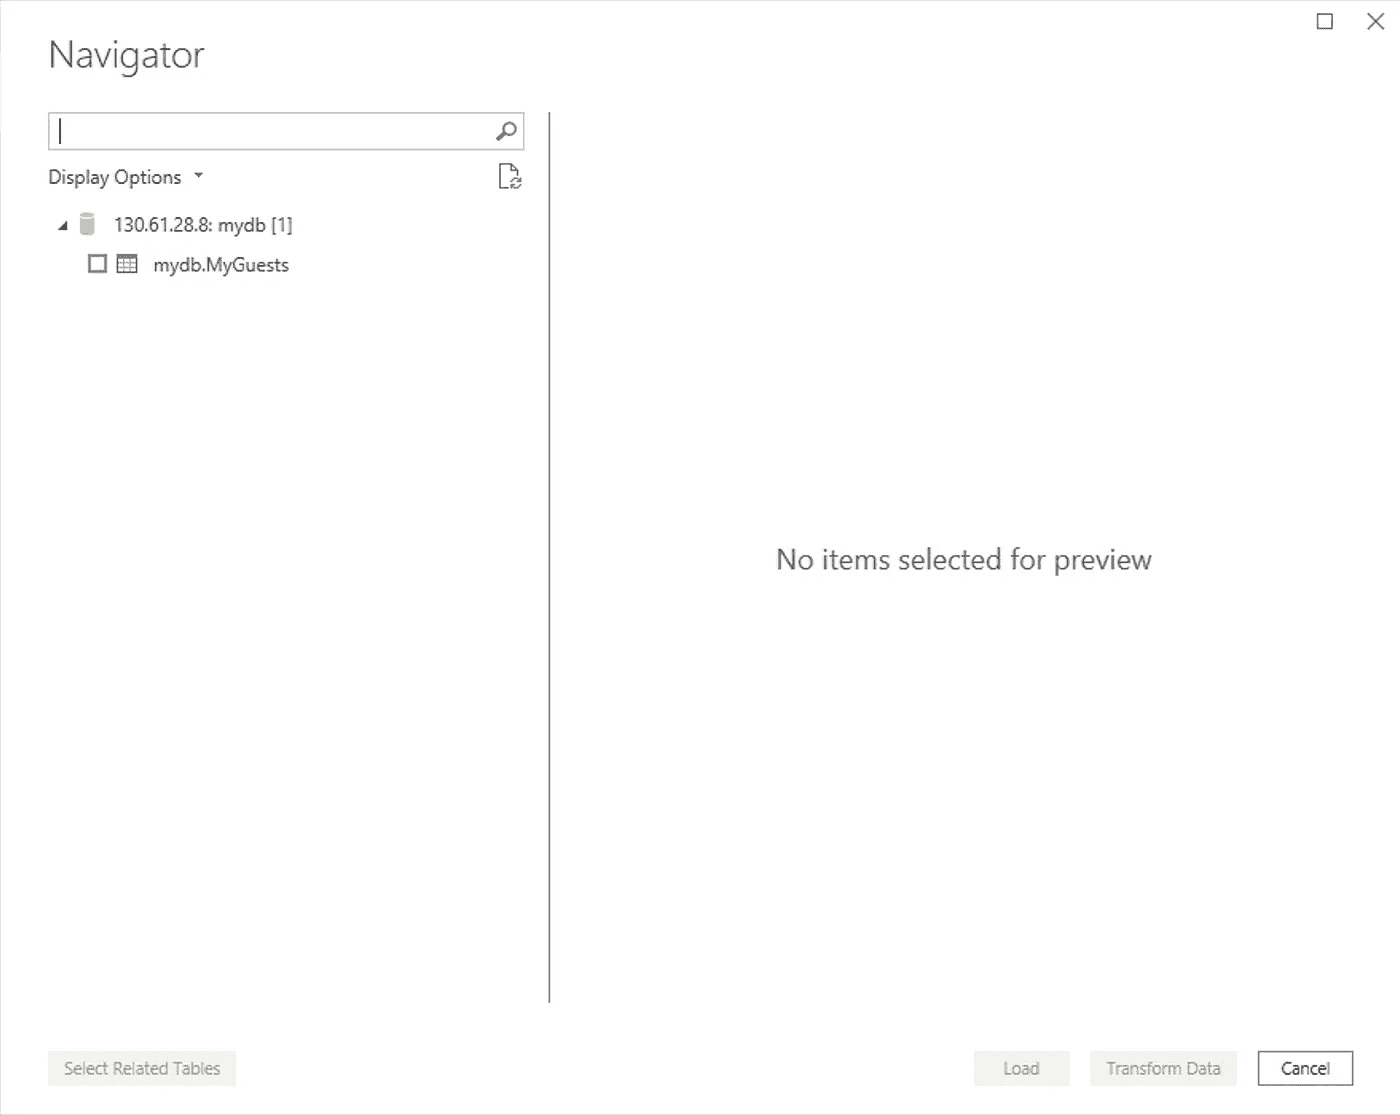 Navigator
Display Options
130.61.28.8: mydb [1]
mydb.MyGuests
No items selected for preview
Select Related Tables
Load
Transform Data
Cancel